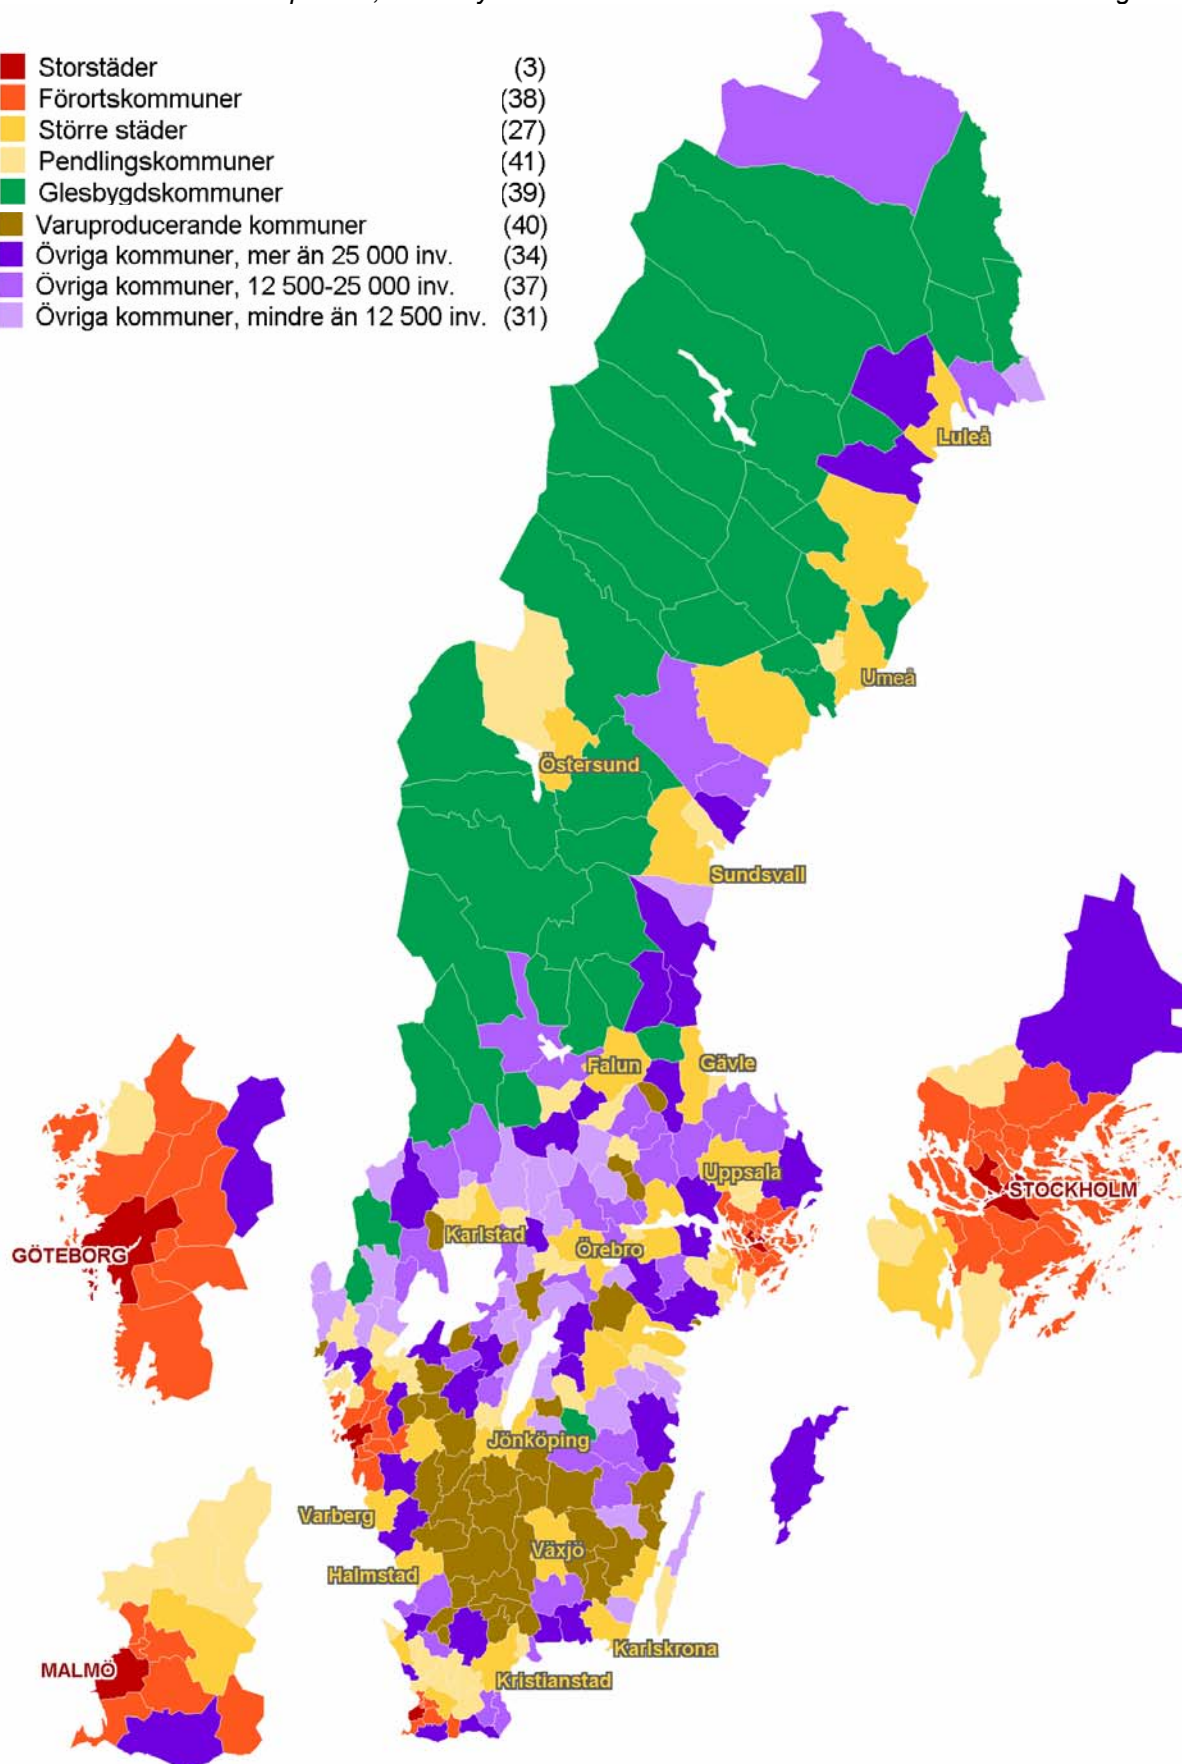 Storstäder (3)
Förortskommuner (38)
Större städer (27)
Pendlingskommuner (41)
Glesbygdskommuner (39)
Varuproducerande kommuner (40)
Övriga kommuner, mer än 25 000 inv. (34)
Övriga kommuner, 12 500-25 000 inv. (37)
Övriga kommuner, mindre än 12 500 inv. (31)
Luleå
Umeå
Östersund
Sundsvall
Falun
Gävle
Uppsala
STOCKHOLM
Karlstad
Örebro
GÖTEBORG
Jönköping
Varberg
Växjö
Halmstad
Karlskrona
MALMÖ
Kristianstad